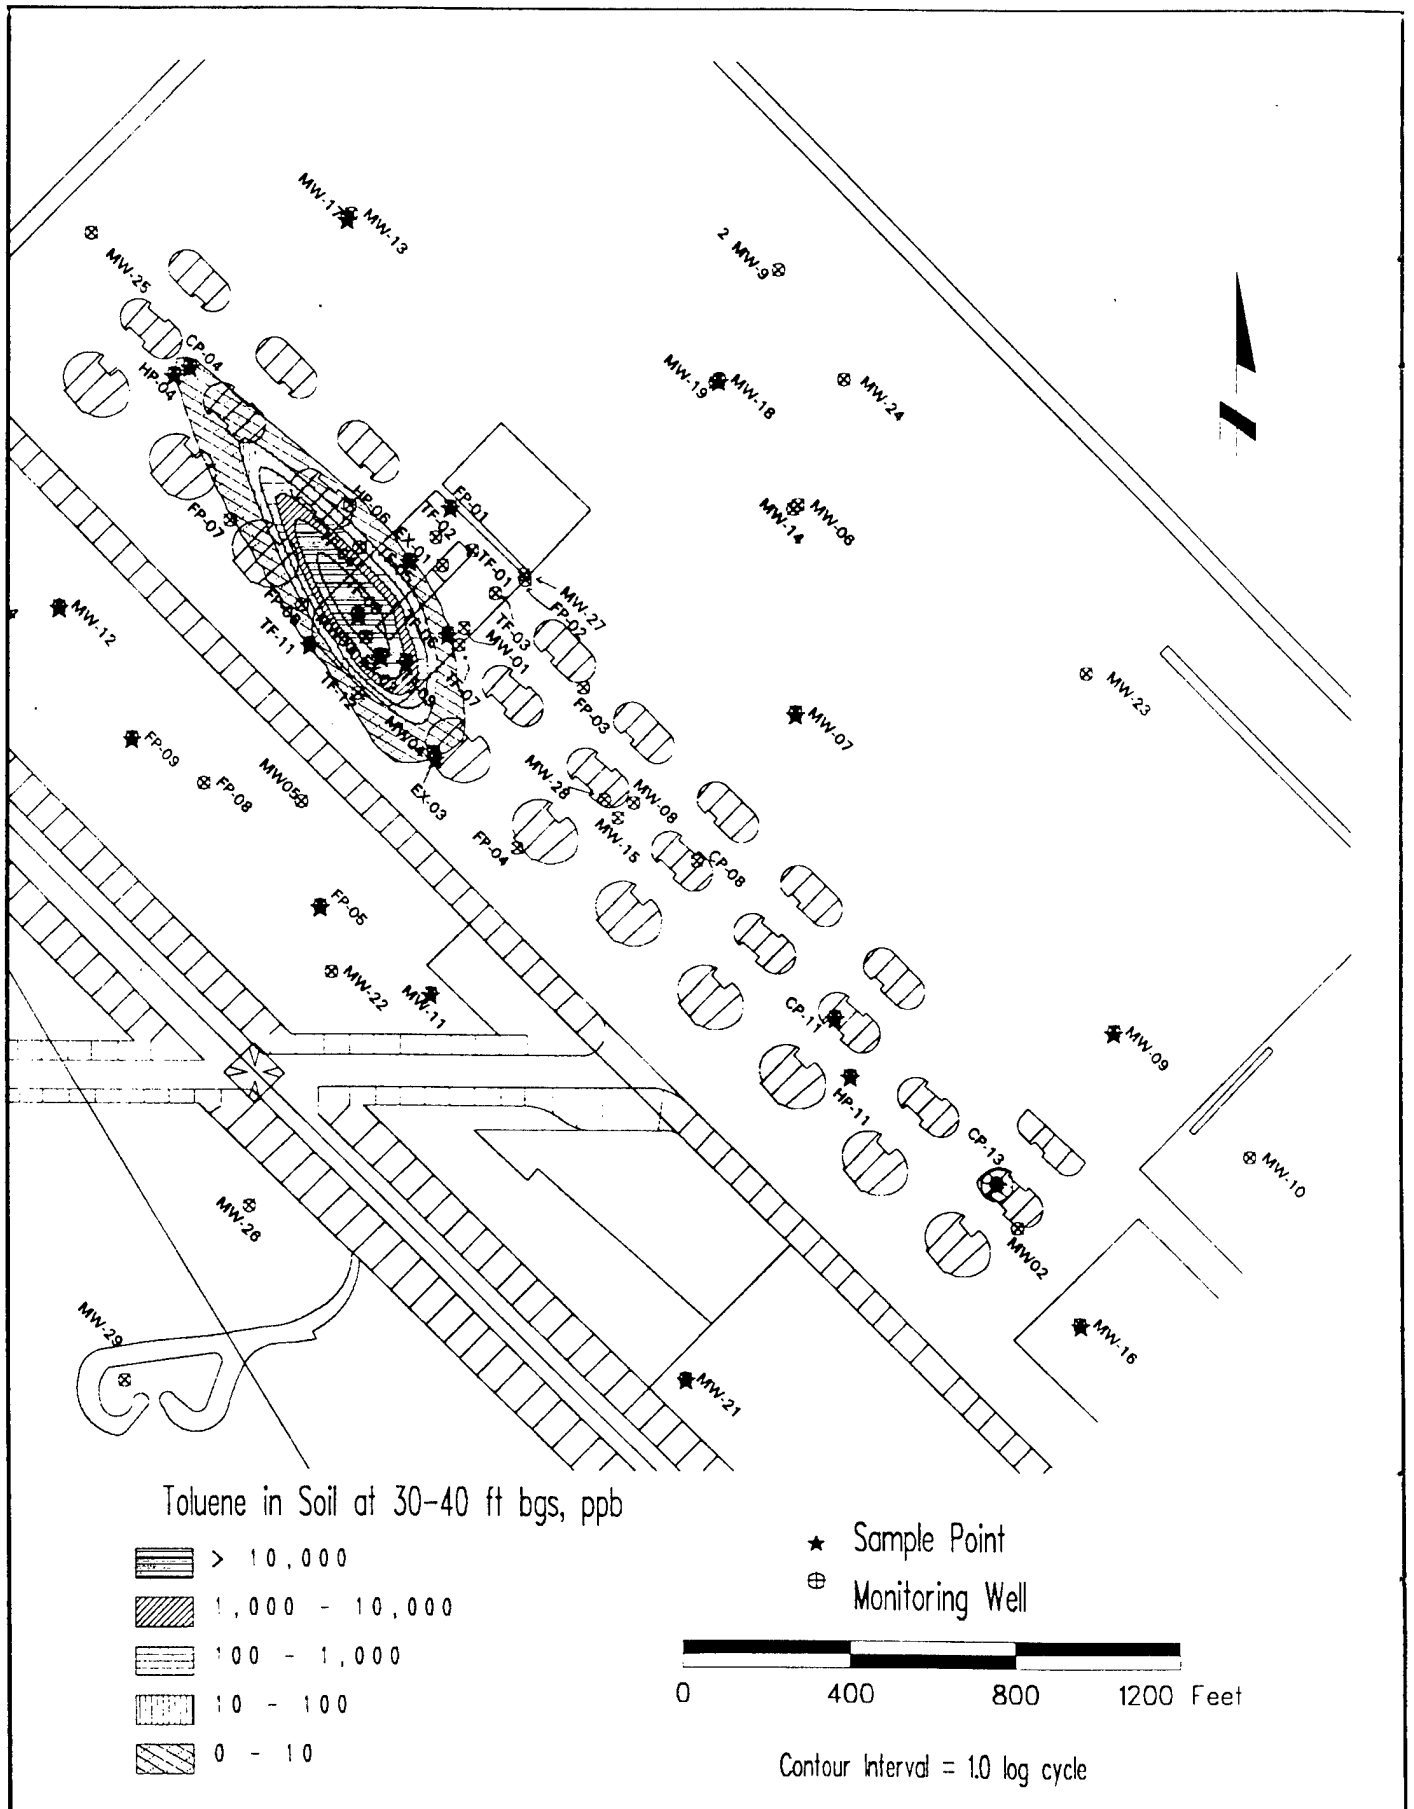 MW-17
MW-13
MW-25
2 MW-9
CP-04
HP-04
MW-19
MW-18
MW-24
HP-06
FP-01
TF-02
FP-07
EX-01
MW-06
MW-14
TF-01
MW-27
FP-02
TF-03
MW-12
TF-11
MW-01
TF-07
TF-12
FP-03
MW-23
MW-07
MW04
FP-09
FP-08
MW05
EX-03
MW-28
MW-08
MW-15
FP-04
CP-08
FP-05
MW-22
MW-11
CP-11
MW-09
HP-11
CP-13
MW-10
MW-26
MW02
MW-29
MW-16
MW-21
Toluene in Soil at 30-40 ft bgs, ppb
> 10,000
1,000 - 10,000
100 - 1,000
10 - 100
0 - 10
Sample Point
Monitoring Well
0 400 800 1200 Feet
Contour Interval = 1.0 log cycle